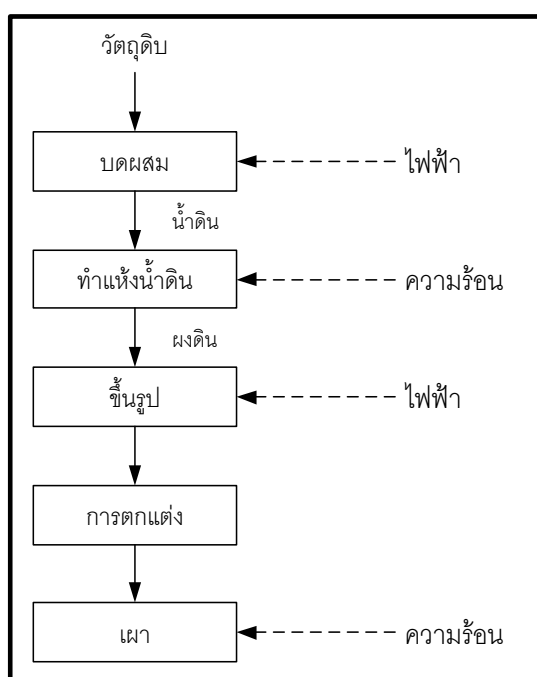 วัตถุดิบ
บดผสม
ไฟฟ้า
น้ำดิน
ทำแห้งน้ำดิน
ความร้อน
ผงดิน
ขึ้นรูป
ไฟฟ้า
การตกแต่ง
เผา
ความร้อน